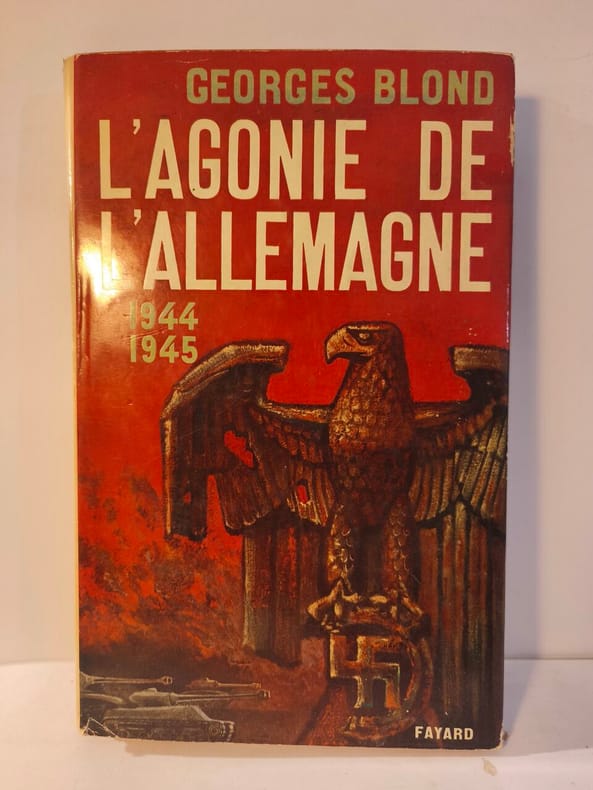 GEORGES BLOND
L'AGONIE DE
L'ALLEMAGNE
1944
1945
FAYARD